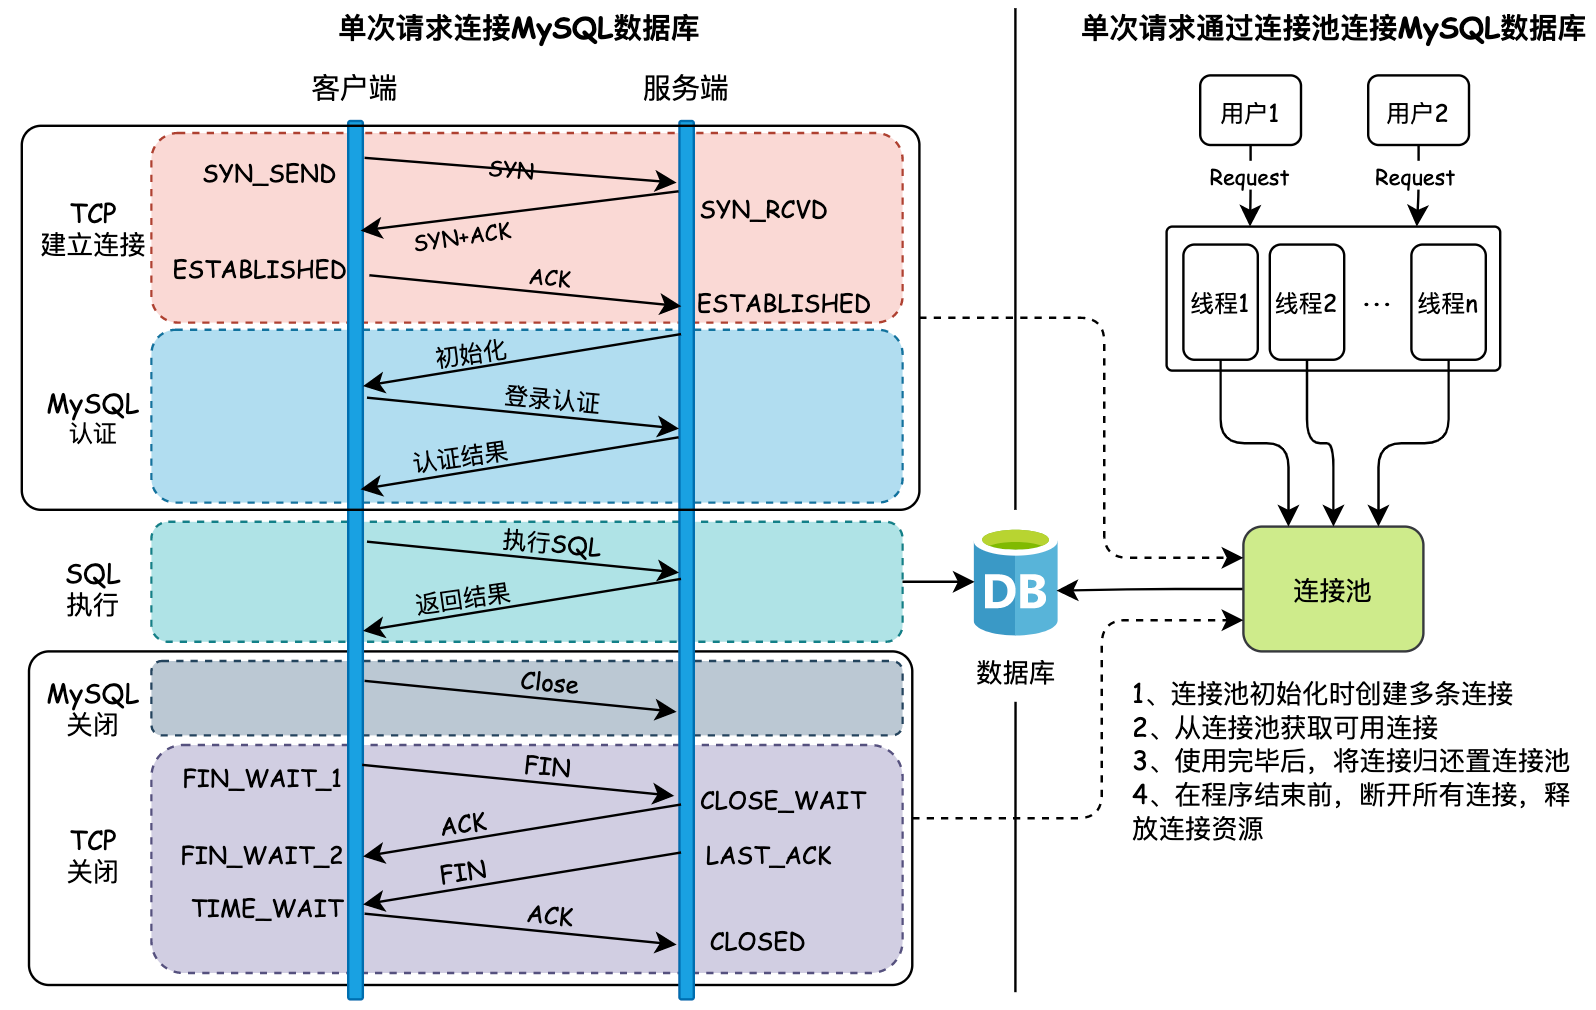 单次请求连接MySQL数据库
客户端
服务端
TCP
建立连接
SYN_SEND
SYN
SYN_RCVD
SYN+ACK
ESTABLISHED
ACK
ESTABLISHED
MySQL
认证
初始化
登录认证
认证结果
SQL
执行
执行SQL
返回结果
MySQL
关闭
Close
TCP
关闭
FIN_WAIT_1
FIN
CLOSE_WAIT
ACK
FIN_WAIT_2
LAST_ACK
FIN
TIME_WAIT
ACK
CLOSED
DB
数据库
单次请求通过连接池连接MySQL数据库
用户1
用户2
Request
Request
线程1
线程2
...
线程n
连接池
1、连接池初始化时创建多条连接
2、从连接池获取可用连接
3、使用完毕后，将连接归还置连接池
4、在程序结束前，断开所有连接，释
放连接资源